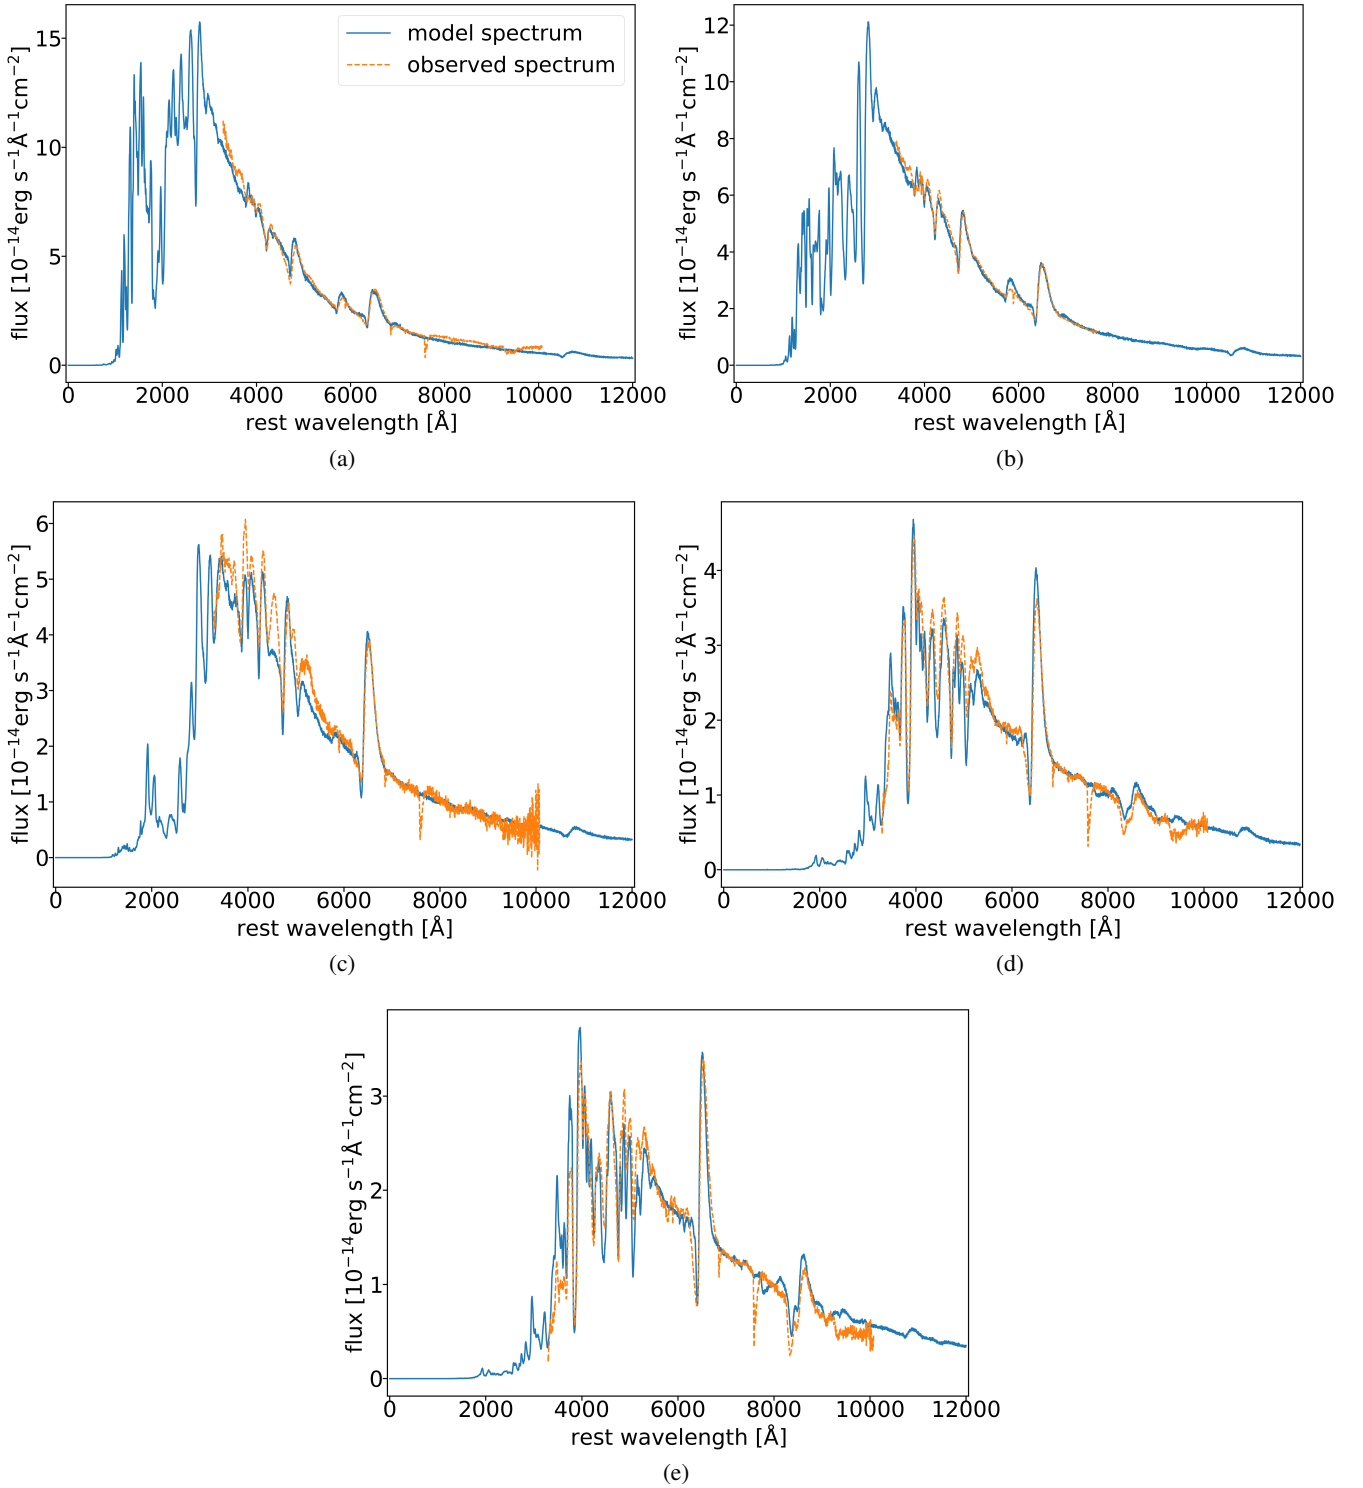 model spectrum
observed spectrum
15
10
5
0
flux [10⁻¹⁴erg s⁻¹Å⁻¹cm⁻²]
0 2000 4000 6000 8000 10000 12000
rest wavelength [Å]
(a)
12
10
8
6
4
2
0
flux [10⁻¹⁴erg s⁻¹Å⁻¹cm⁻²]
0 2000 4000 6000 8000 10000 12000
rest wavelength [Å]
(b)
6
5
4
3
2
1
0
flux [10⁻¹⁴erg s⁻¹Å⁻¹cm⁻²]
0 2000 4000 6000 8000 10000 12000
rest wavelength [Å]
(c)
4
3
2
1
0
flux [10⁻¹⁴erg s⁻¹Å⁻¹cm⁻²]
0 2000 4000 6000 8000 10000 12000
rest wavelength [Å]
(d)
3
2
1
0
flux [10⁻¹⁴erg s⁻¹Å⁻¹cm⁻²]
0 2000 4000 6000 8000 10000 12000
rest wavelength [Å]
(e)